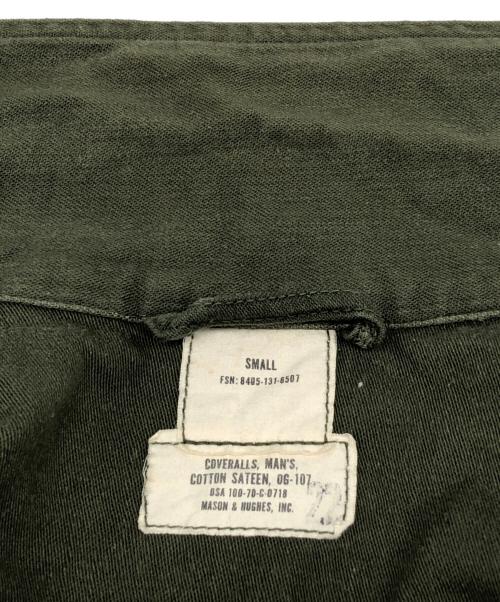 SMALL
FSN: 8405-131-6507
COVERALLS, MAN'S,
COTTON SATEEN, OG-107
DSA 100-70-C-0718
MASON & HUGHES, INC.